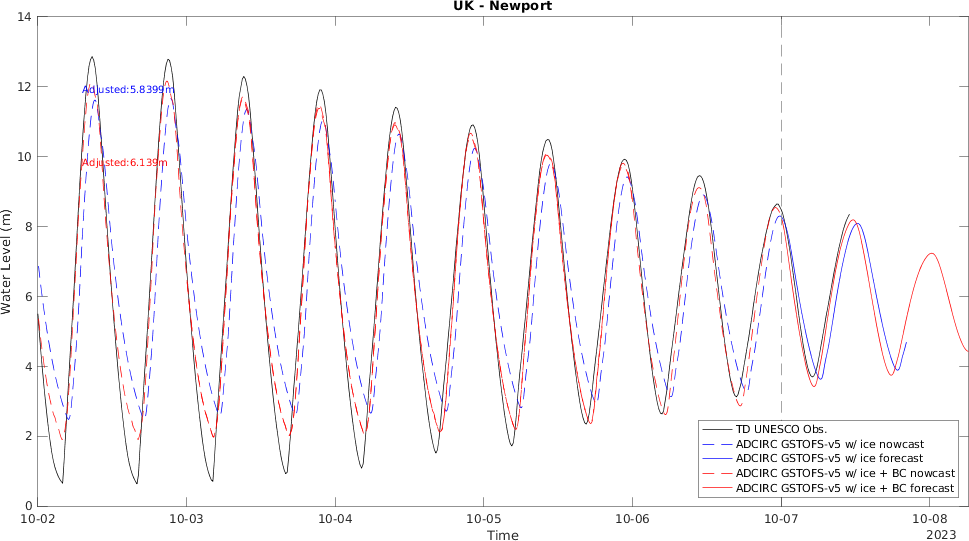 UK - Newport
14
12
10
8
6
4
2
0
Water Level (m)
Adjusted:5.8399m
Adjusted:6.139m
TD UNESCO Obs.
ADCIRC GSTOFS-v5 w/ ice nowcast
ADCIRC GSTOFS-v5 w/ ice forecast
ADCIRC GSTOFS-v5 w/ ice + BC nowcast
ADCIRC GSTOFS-v5 w/ ice + BC forecast
10-02 10-03 10-04 10-05 10-06 10-07 10-08
Time
2023